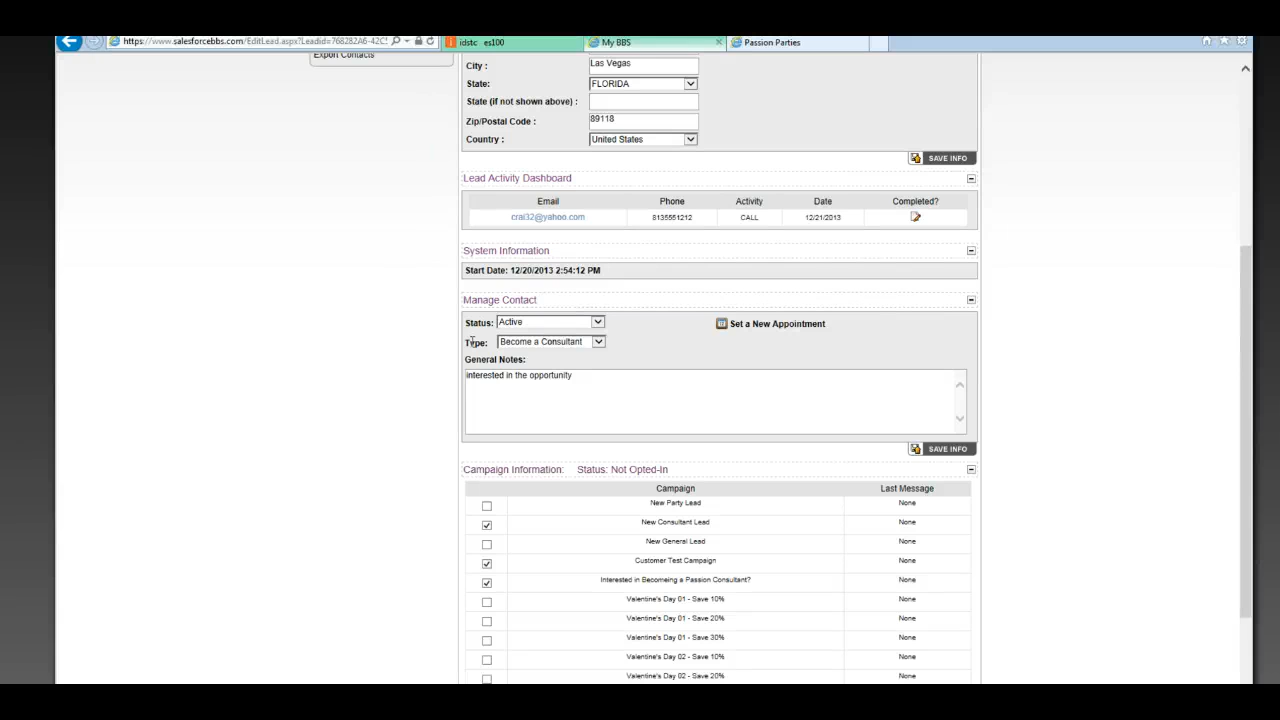 https://www.salesforcebbs.com/EditLead.aspx?Leadid=768282A6-42C5
idstc es100
My BBS
Passion Parties
Export Contacts
City :
Las Vegas
State:
FLORIDA
State (if not shown above) :
Zip/Postal Code :
89118
Country :
United States
SAVE INFO
Lead Activity Dashboard
Email Phone Activity Date Completed?
crai32@yahoo.com 8135551212 CALL 12/21/2013
System Information
Start Date: 12/20/2013 2:54:12 PM
Manage Contact
Status: Active
Set a New Appointment
Type: Become a Consultant
General Notes:
interested in the opportunity
SAVE INFO
Campaign Information: Status: Not Opted-In
Campaign Last Message
New Party Lead None
New Consultant Lead None
New General Lead None
Customer Test Campaign None
Interested in Becomeing a Passion Consultant? None
Valentine's Day 01 - Save 10% None
Valentine's Day 01 - Save 20% None
Valentine's Day 01 - Save 30% None
Valentine's Day 02 - Save 10% None
Valentine's Day 02 - Save 20% None